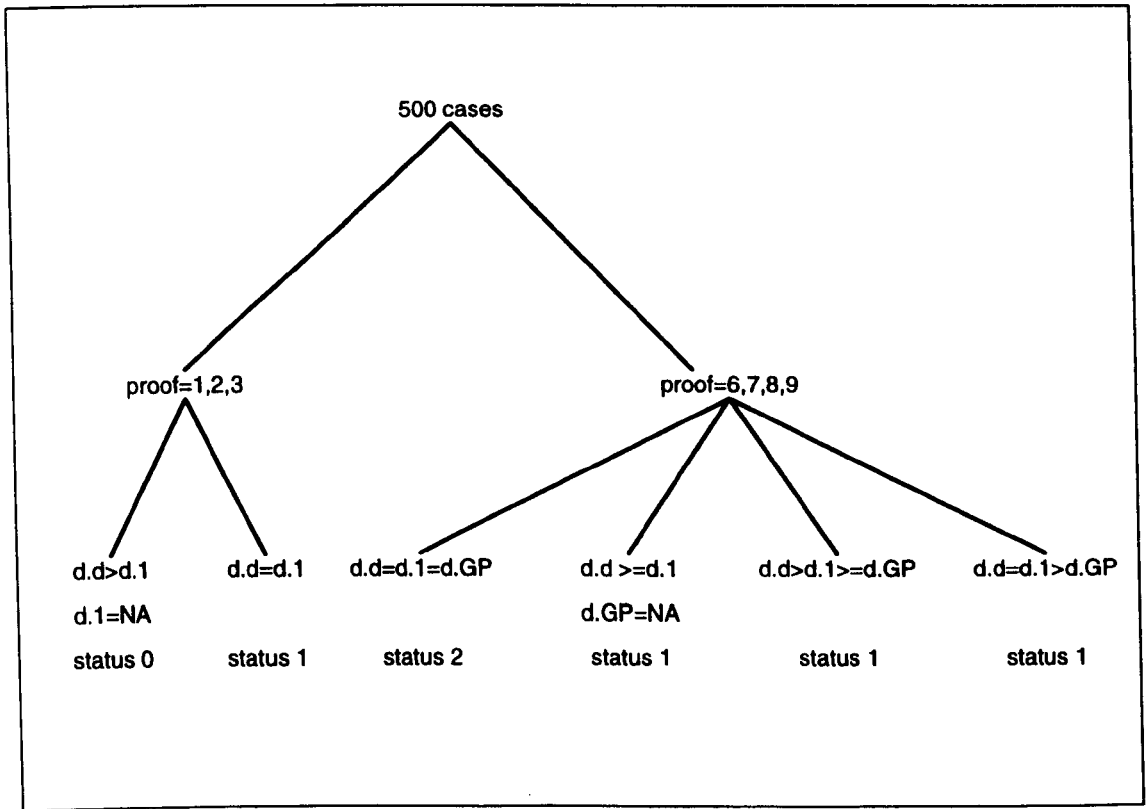 500 cases
proof=1,2,3
proof=6,7,8,9
d.d>d.1
d.d=d.1
d.d=d.1=d.GP
d.d >=d.1
d.d>d.1>=d.GP
d.d=d.1>d.GP
d.1=NA
d.GP=NA
status 0
status 1
status 2
status 1
status 1
status 1